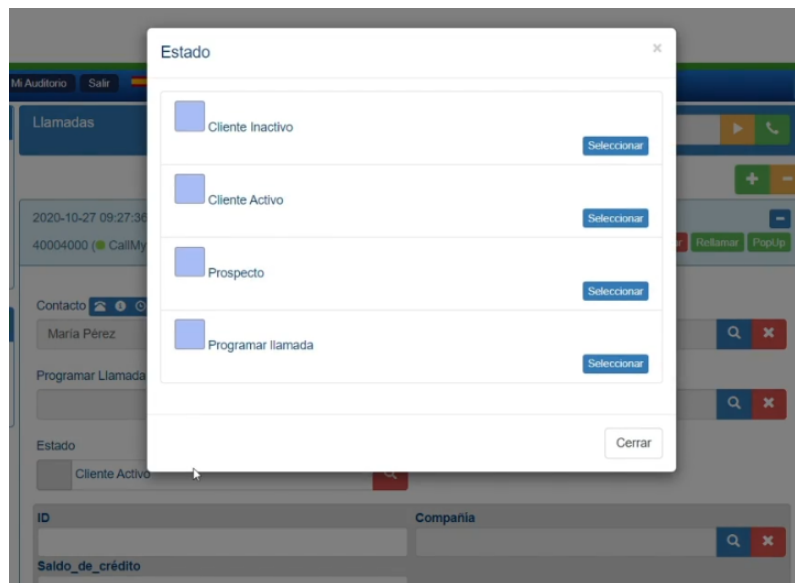 Estado
×
Mi Auditorio Salir
Llamadas
Cliente Inactivo
Seleccionar
Cliente Activo
Seleccionar
2020-10-27 09:27:36
40004000 (CallMy
Rellamar PopUp
Prospecto
Seleccionar
Contacto
María Pérez
Programar llamada
Seleccionar
Programar Llamada
Cerrar
Estado
Cliente Activo
ID Compañia
Saldo_de_crédito